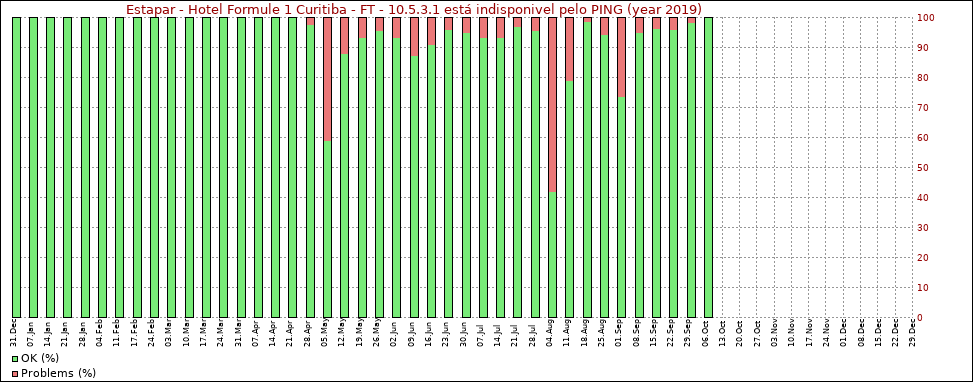 Estapar - Hotel Formule 1 Curitiba - FT - 10.5.3.1 está indisponivel pelo PING (year 2019)
100
90
80
70
60
50
40
30
20
10
0
31.Dec
07.Jan
14.Jan
21.Jan
28.Jan
04.Feb
11.Feb
17.Feb
24.Feb
03.Mar
10.Mar
17.Mar
24.Mar
31.Mar
07.Apr
14.Apr
21.Apr
28.Apr
05.May
12.May
19.May
26.May
02.Jun
09.Jun
16.Jun
23.Jun
30.Jun
07.Jul
14.Jul
21.Jul
28.Jul
04.Aug
11.Aug
18.Aug
25.Aug
01.Sep
08.Sep
15.Sep
22.Sep
29.Sep
06.Oct
13.Oct
20.Oct
27.Oct
03.Nov
10.Nov
17.Nov
24.Nov
01.Dec
08.Dec
15.Dec
22.Dec
29.Dec
OK (%)
Problems (%)